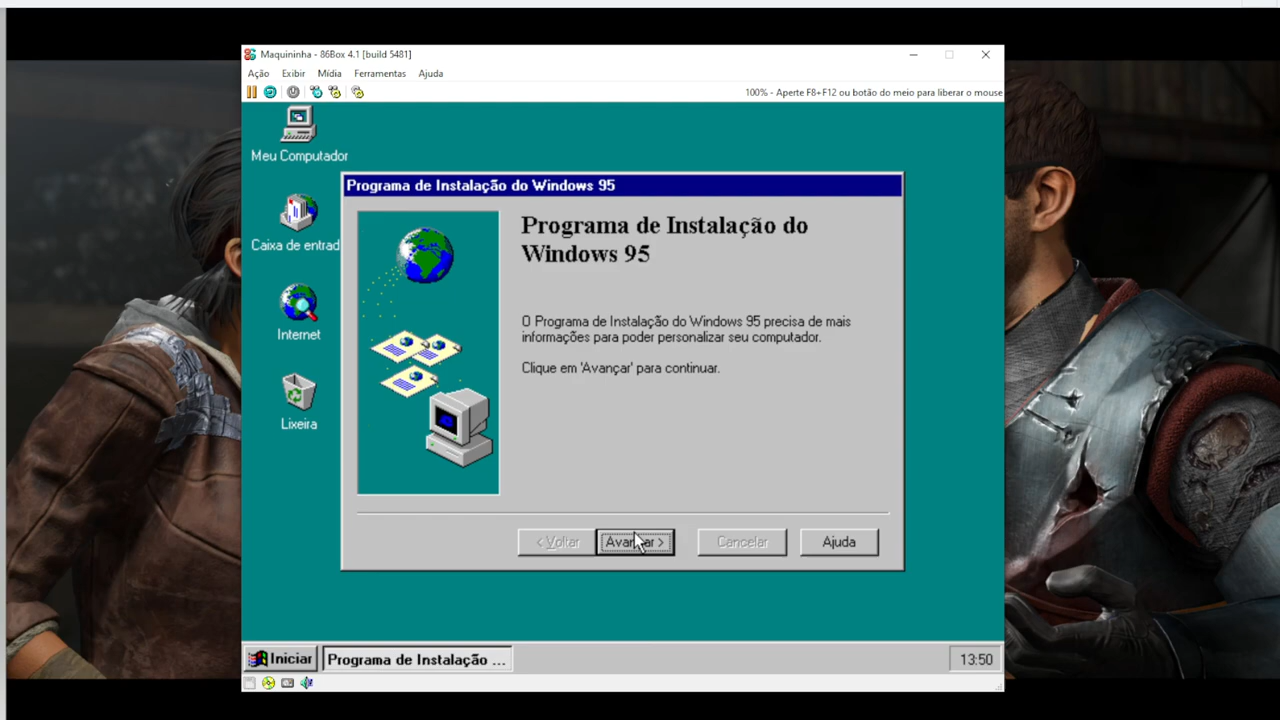 Maquininha - 86Box 4.1 [build 5481]
Ação Exibir Mídia Ferramentas Ajuda
100% - Aperte F8+F12 ou botão do meio para liberar o mouse
Meu Computador
Caixa de entrad
Internet
Lixeira
Programa de Instalação do Windows 95
Programa de Instalação do
Windows 95
O Programa de Instalação do Windows 95 precisa de mais
informações para poder personalizar seu computador.
Clique em 'Avançar' para continuar.
< Voltar Avançar > Cancelar Ajuda
Iniciar Programa de Instalação ... 13:50